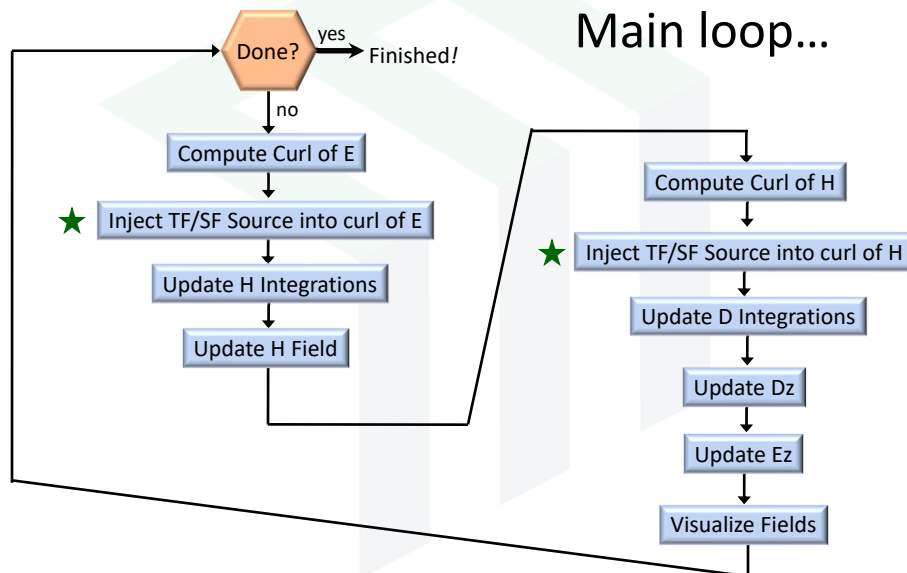 Main loop…
Done?
yes
Finished!
no
Compute Curl of E
Inject TF/SF Source into curl of E
Update H Integrations
Update H Field
Compute Curl of H
Inject TF/SF Source into curl of H
Update D Integrations
Update Dz
Update Ez
Visualize Fields